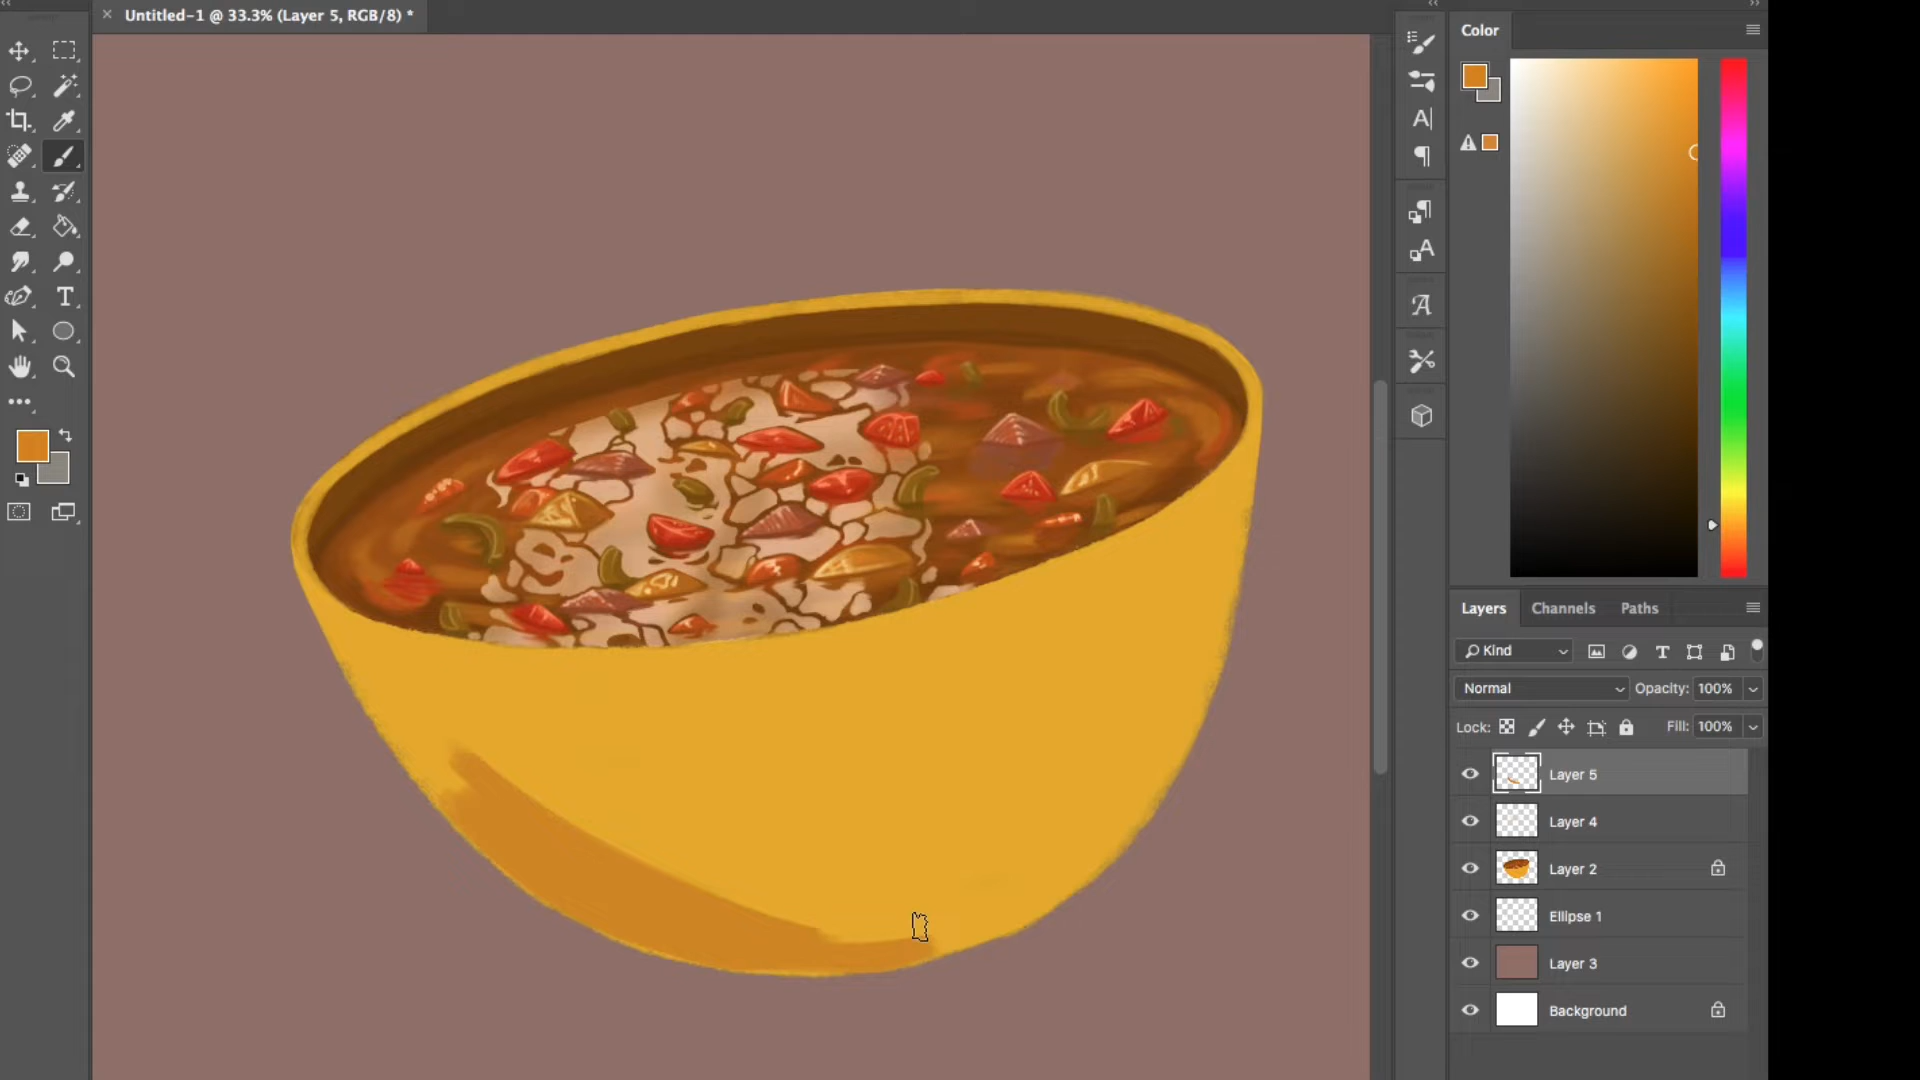 Untitled-1 @ 33.3% (Layer 5, RGB/8) *
Color
Layers Channels Paths
Kind
Normal Opacity: 100%
Lock: Fill: 100%
Layer 5
Layer 4
Layer 2
Ellipse 1
Layer 3
Background